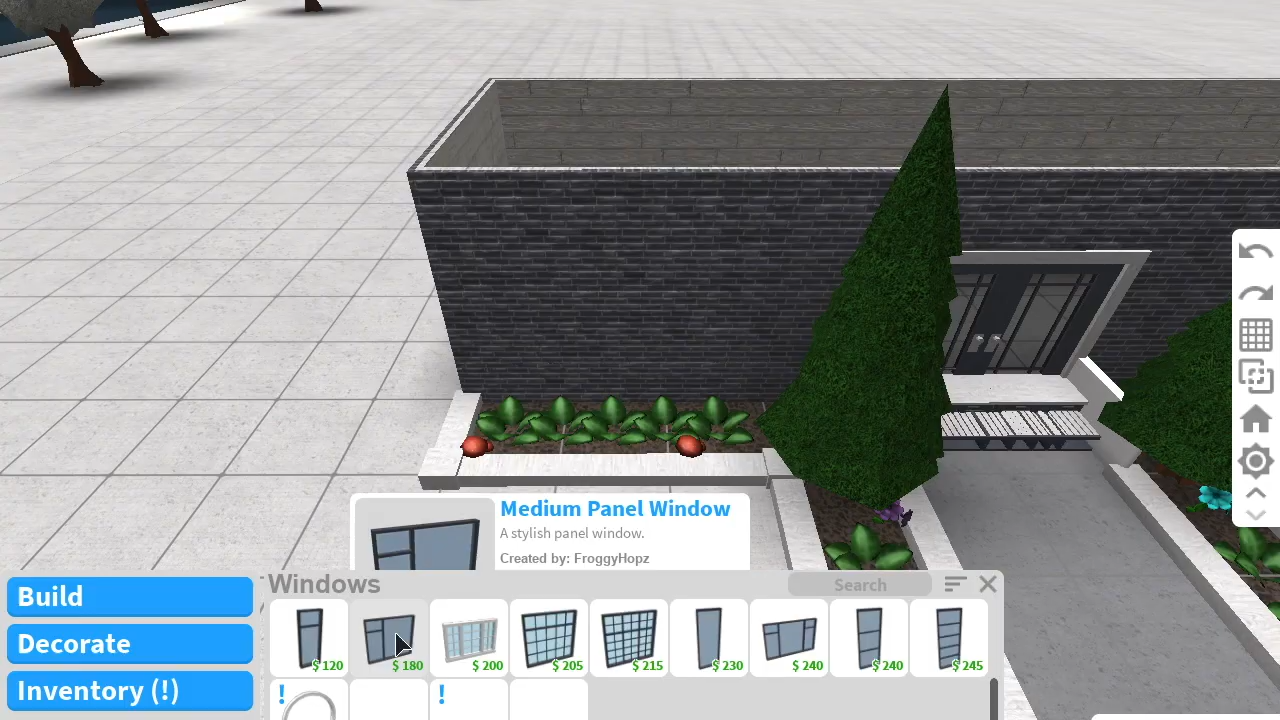 Medium Panel Window
A stylish panel window.
Created by: FroggyHopz
Windows
Search
Build
Decorate
Inventory (!)
$120
$180
$200
$205
$215
$230
$240
$240
$245
!
!